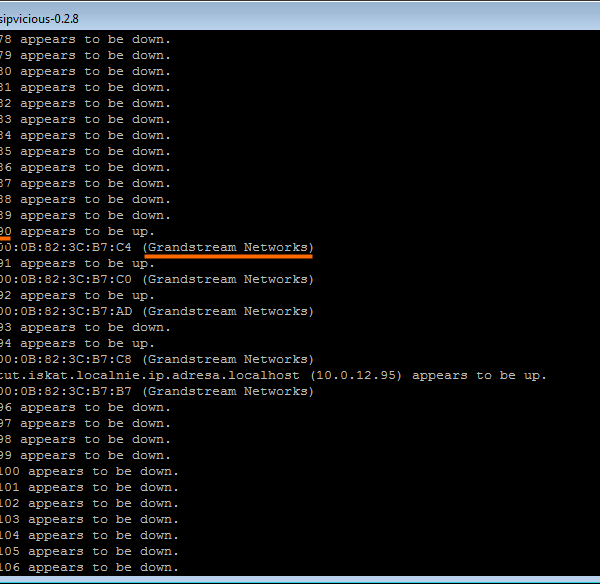 sipvicious-0.2.8
78 appears to be down.
79 appears to be down.
80 appears to be down.
81 appears to be down.
82 appears to be down.
83 appears to be down.
84 appears to be down.
85 appears to be down.
86 appears to be down.
87 appears to be down.
88 appears to be down.
89 appears to be down.
90 appears to be up.
00:0B:82:3C:B7:C4 (Grandstream Networks)
91 appears to be up.
00:0B:82:3C:B7:C0 (Grandstream Networks)
92 appears to be up.
00:0B:82:3C:B7:AD (Grandstream Networks)
93 appears to be down.
94 appears to be up.
00:0B:82:3C:B7:C8 (Grandstream Networks)
tut.iskat.localnie.ip.adresa.localhost (10.0.12.95) appears to be up.
00:0B:82:3C:B7:B7 (Grandstream Networks)
96 appears to be down.
97 appears to be down.
98 appears to be down.
99 appears to be down.
100 appears to be down.
101 appears to be down.
102 appears to be down.
103 appears to be down.
104 appears to be down.
105 appears to be down.
106 appears to be down.